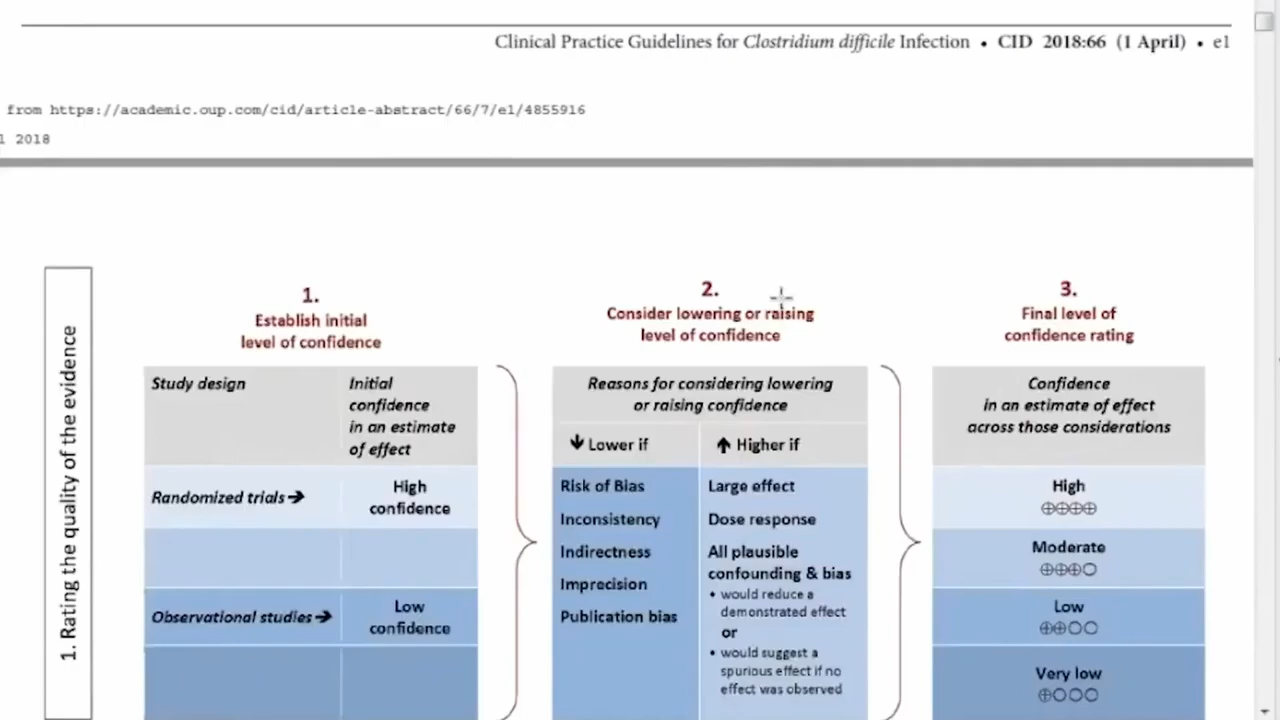 Clinical Practice Guidelines for Clostridium difficile Infection • CID 2018:66 (1 April) • e1
from https://academic.oup.com/cid/article-abstract/66/7/e1/4855916
1 2018
1. Rating the quality of the evidence
1.
Establish initial
level of confidence
Study design
Initial
confidence
in an estimate
of effect
Randomized trials →
High
confidence
Observational studies →
Low
confidence
2.
Consider lowering or raising
level of confidence
Reasons for considering lowering
or raising confidence
↓ Lower if
↑ Higher if
Risk of Bias
Inconsistency
Indirectness
Imprecision
Publication bias
Large effect
Dose response
All plausible
confounding & bias
• would reduce a
demonstrated effect
or
• would suggest a
spurious effect if no
effect was observed
3.
Final level of
confidence rating
Confidence
in an estimate of effect
across those considerations
High
⊕⊕⊕⊕
Moderate
⊕⊕⊕○
Low
⊕⊕○○
Very low
⊕○○○